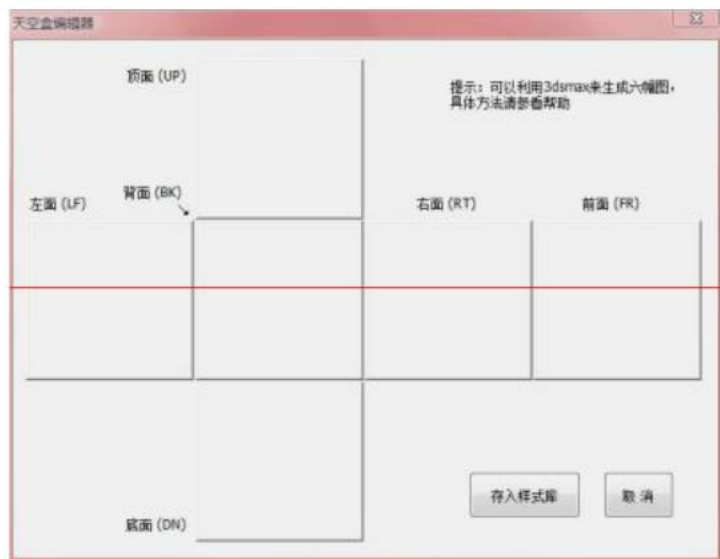 天空盒编辑器
顶面 (UP)
提示：可以利用3dsmax来生成六幅图，
具体方法请参看帮助
背面 (BK)
左面 (LF)
右面 (RT)
前面 (FR)
存入样式库
取 消
底面 (DN)